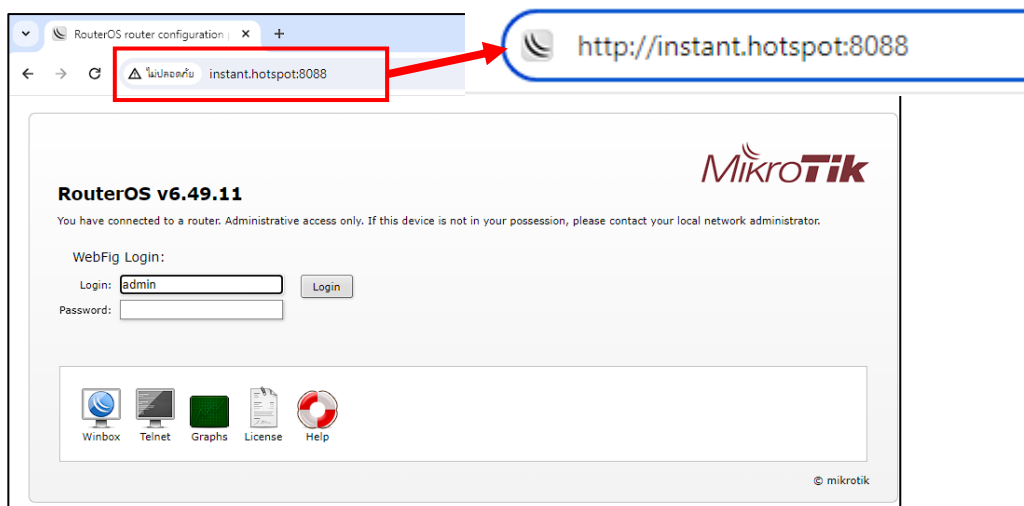 RouterOS router configuration
ไม่ปลอดภัย instant.hotspot:8088
http://instant.hotspot:8088
MikroTik
RouterOS v6.49.11
You have connected to a router. Administrative access only. If this device is not in your possession, please contact your local network administrator.
WebFig Login:
Login: admin Login
Password:
Winbox Telnet Graphs License Help
© mikrotik